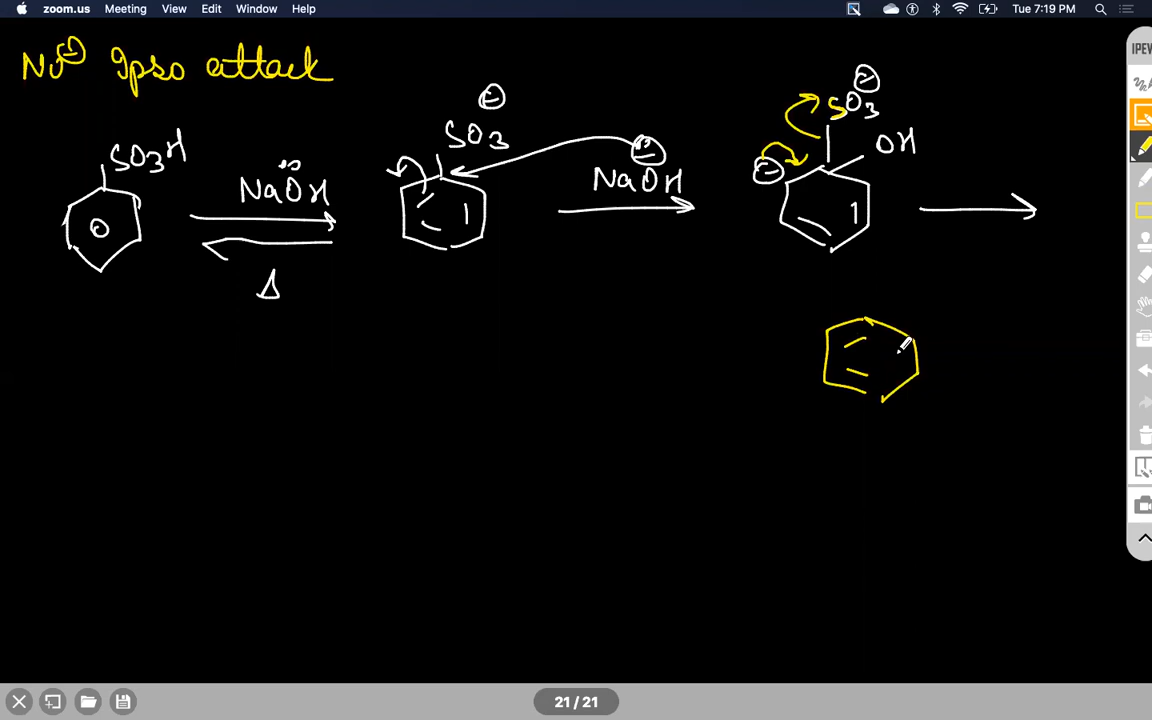 zoom.us Meeting View Edit Window Help Tue 7:19 PM
Nu⊖ Ipso attack
IPEV
SO3H
NaOH
Δ
⊖
SO3
⊖
NaOH
⊖
SO3
OH
⊖
21 / 21